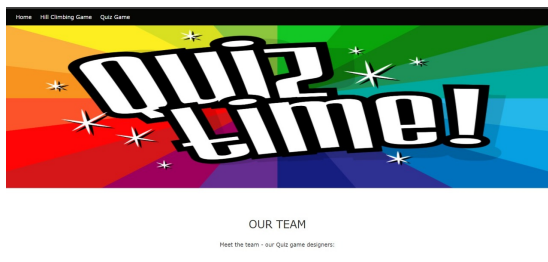 Home Hill Climbing Game Quiz Game
Quiz
time!
OUR TEAM
Meet the team - our Quiz game designers: